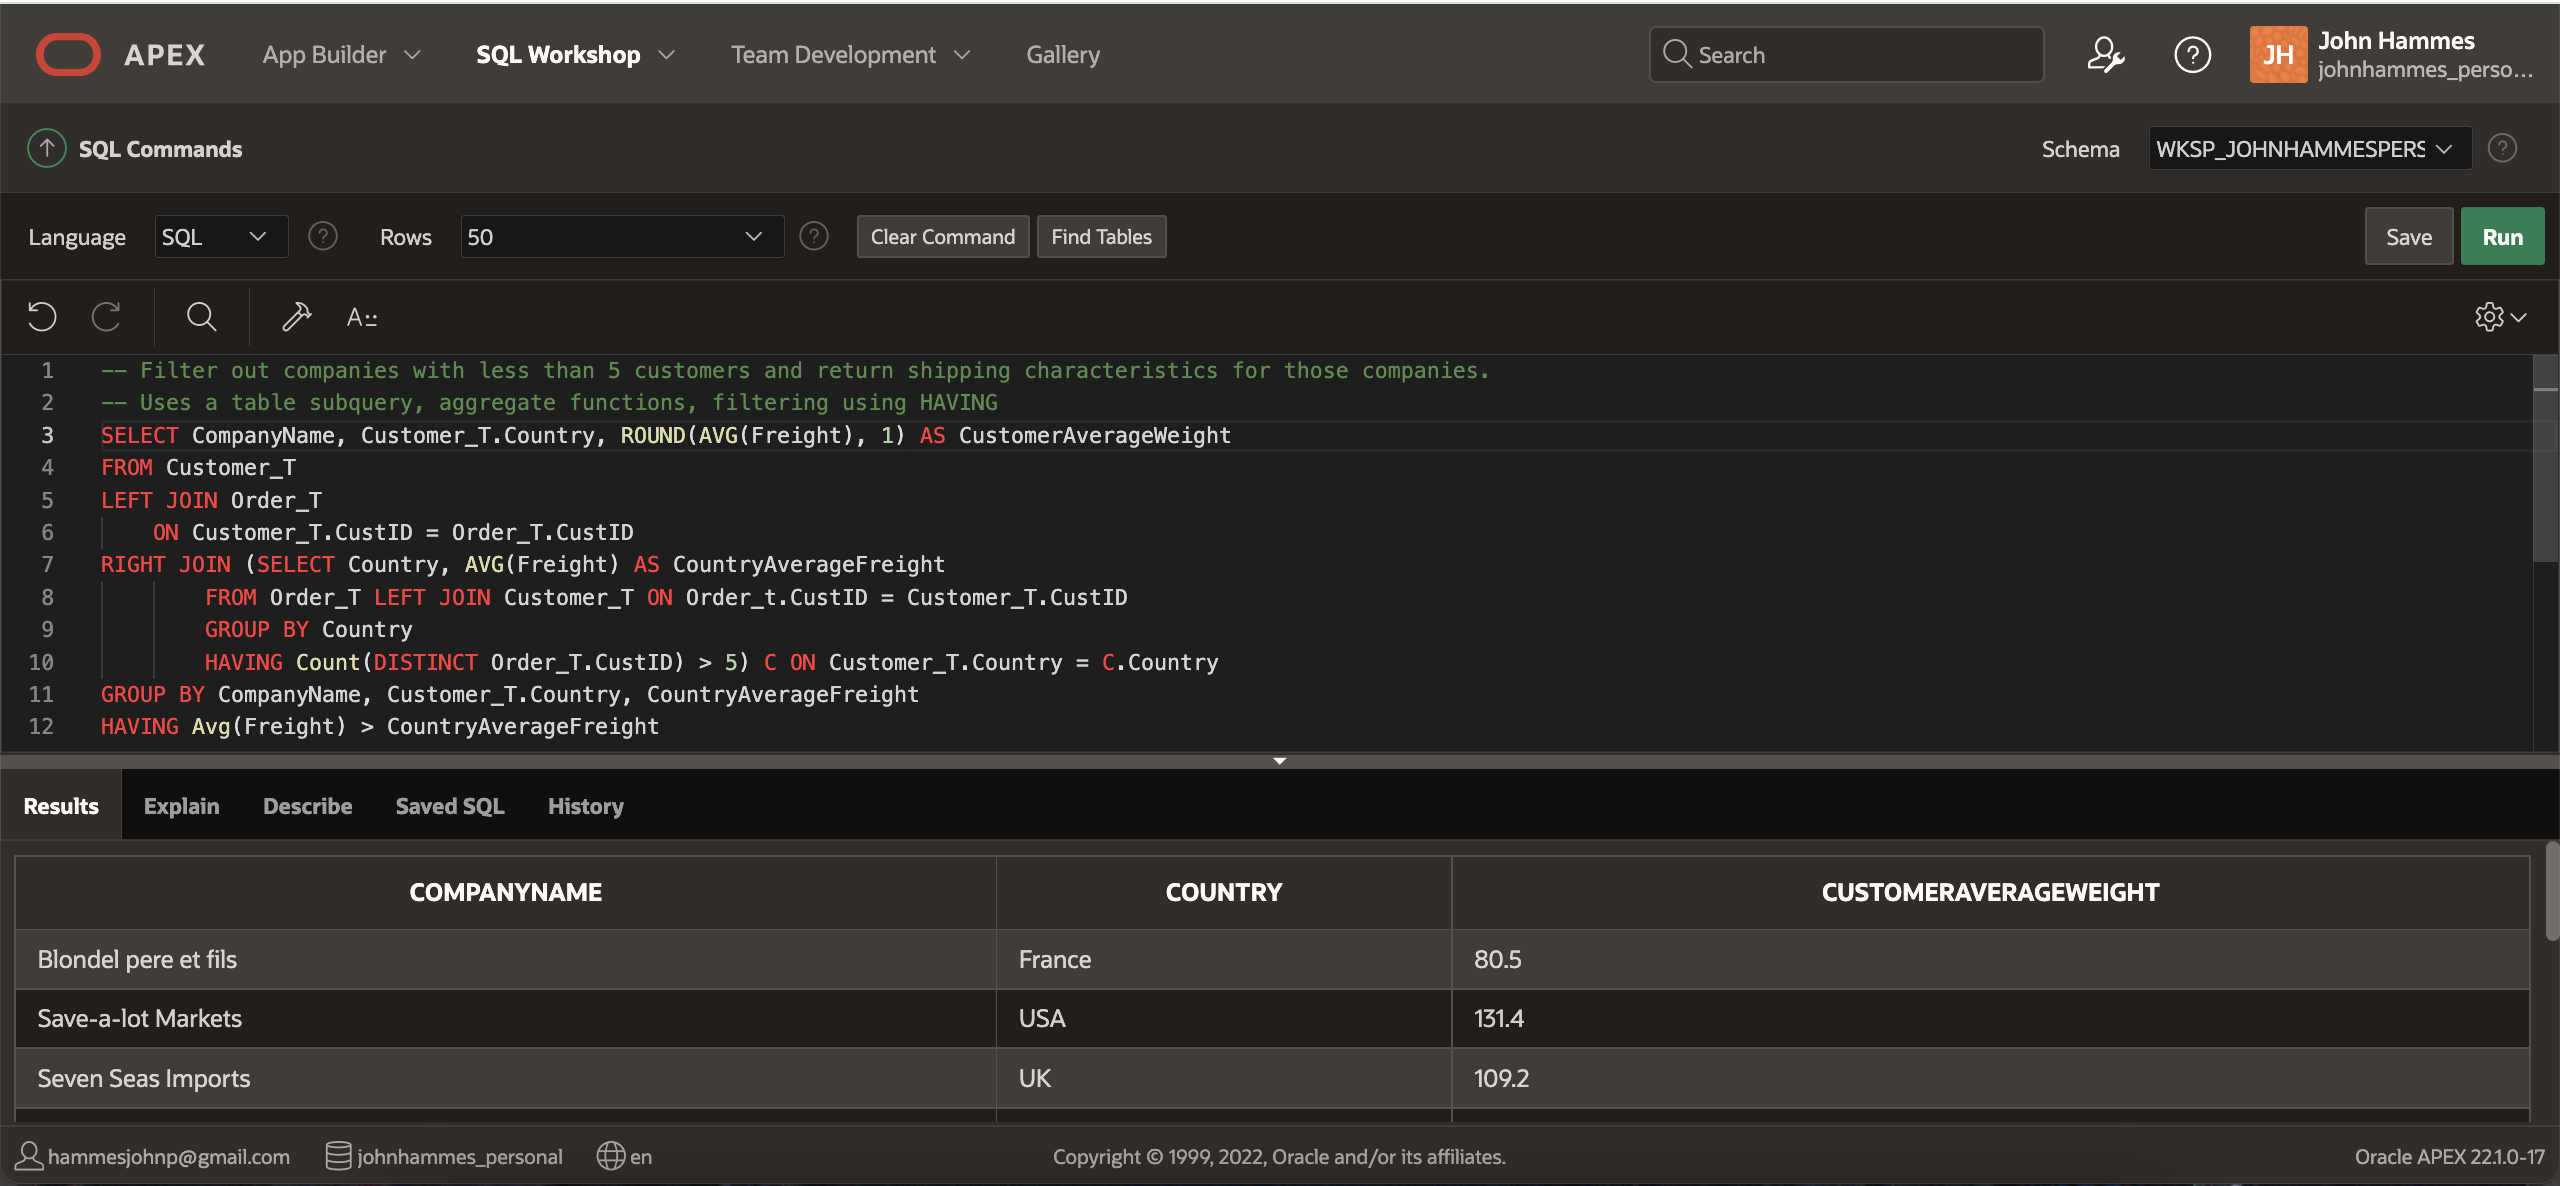 APEX App Builder SQL Workshop Team Development Gallery Search ? JH John Hammes
johnhammes_perso...
SQL Commands Schema WKSP_JOHNHAMMESPERS ?
Language SQL ? Rows 50 ? Clear Command Find Tables Save Run
A::
1 -- Filter out companies with less than 5 customers and return shipping characteristics for those companies.
2 -- Uses a table subquery, aggregate functions, filtering using HAVING
3 SELECT CompanyName, Customer_T.Country, ROUND(AVG(Freight), 1) AS CustomerAverageWeight
4 FROM Customer_T
5 LEFT JOIN Order_T
6 ON Customer_T.CustID = Order_T.CustID
7 RIGHT JOIN (SELECT Country, AVG(Freight) AS CountryAverageFreight
8 FROM Order_T LEFT JOIN Customer_T ON Order_t.CustID = Customer_T.CustID
9 GROUP BY Country
10 HAVING Count(DISTINCT Order_T.CustID) > 5) C ON Customer_T.Country = C.Country
11 GROUP BY CompanyName, Customer_T.Country, CountryAverageFreight
12 HAVING Avg(Freight) > CountryAverageFreight
Results Explain Describe Saved SQL History
COMPANYNAME COUNTRY CUSTOMERAVERAGEWEIGHT
Blondel pere et fils France 80.5
Save-a-lot Markets USA 131.4
Seven Seas Imports UK 109.2
hammesjohnp@gmail.com johnhammes_personal en Copyright © 1999, 2022, Oracle and/or its affiliates. Oracle APEX 22.1.0-17